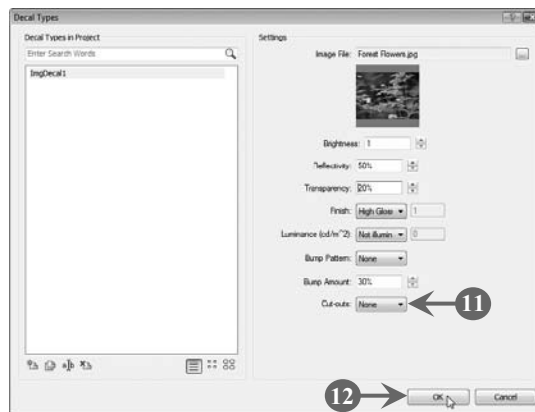 Decal Types
Decal Types in Project
Enter Search Words
ImgDecal1
Settings
Image File: Forest Flowers.jpg
...
Brightness: 1
Reflectivity: 50%
Transparency: 20%
Finish: High Gloss 1
Luminance (cd/m^2): Not illumin. 0
Bump Pattern: None
Bump Amount: 30%
Cut-outs: None
11
12
OK
Cancel